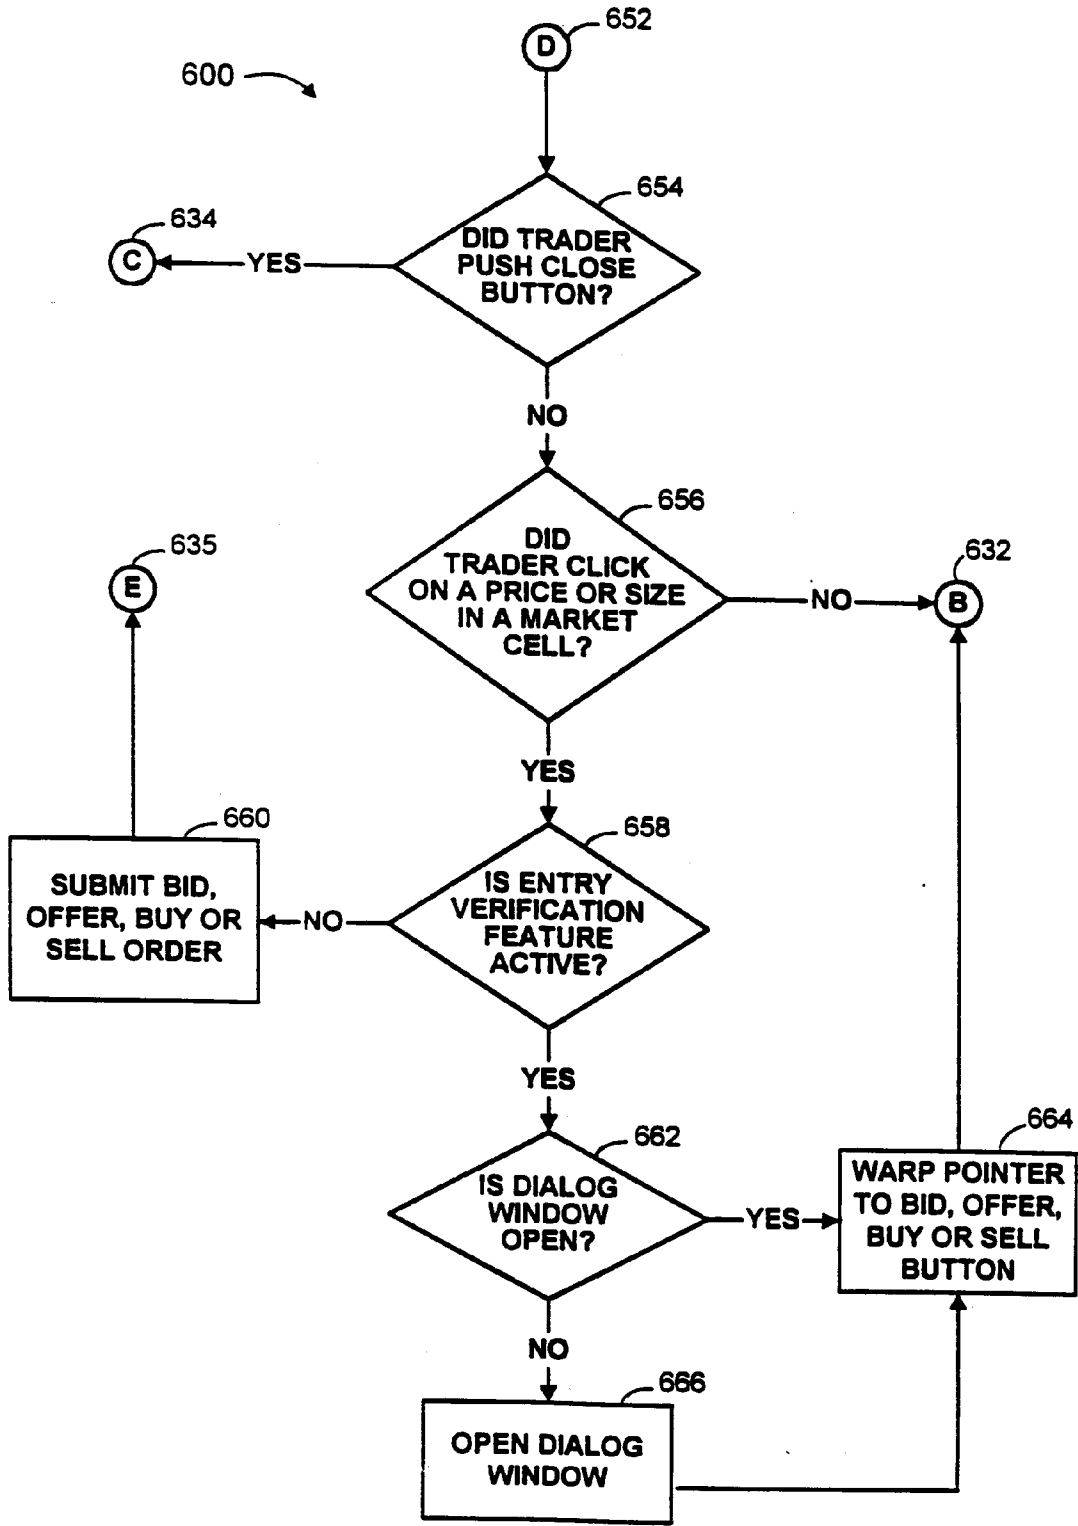 652
D
600
654
DID TRADER
PUSH CLOSE
BUTTON?
634
C
YES
NO
656
DID
TRADER CLICK
ON A PRICE OR SIZE
IN A MARKET
CELL?
635
E
NO
632
B
YES
658
IS ENTRY
VERIFICATION
FEATURE
ACTIVE?
NO
660
SUBMIT BID,
OFFER, BUY OR
SELL ORDER
YES
662
IS DIALOG
WINDOW
OPEN?
YES
664
WARP POINTER
TO BID, OFFER,
BUY OR SELL
BUTTON
NO
666
OPEN DIALOG
WINDOW